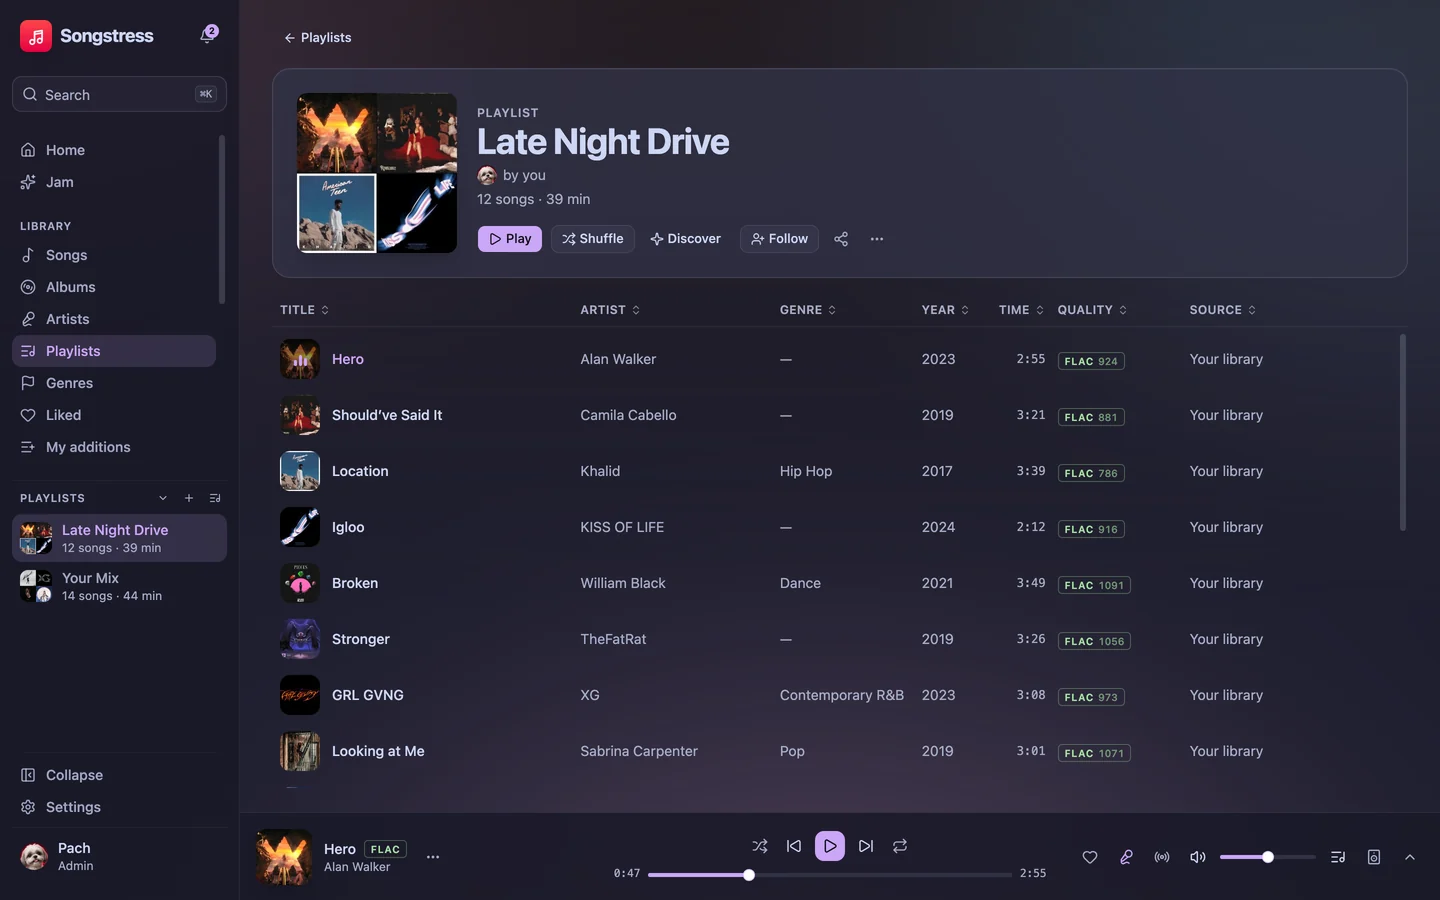 Songstress
2
Search ⌘K
Home
Jam
LIBRARY
Songs
Albums
Artists
Playlists
Genres
Liked
My additions
PLAYLISTS
Late Night Drive
12 songs · 39 min
Your Mix
14 songs · 44 min
Collapse
Settings
Pach
Admin
Playlists
American
Teen
PLAYLIST
Late Night Drive
by you
12 songs · 39 min
Play Shuffle Discover Follow
TITLE ARTIST GENRE YEAR TIME QUALITY SOURCE
Hero Alan Walker — 2023 2:55 FLAC 924 Your library
Should've Said It Camila Cabello — 2019 3:21 FLAC 881 Your library
Location Khalid Hip Hop 2017 3:39 FLAC 786 Your library
Igloo KISS OF LIFE — 2024 2:12 FLAC 916 Your library
Broken William Black Dance 2021 3:49 FLAC 1091 Your library
Stronger TheFatRat — 2019 3:26 FLAC 1056 Your library
GRL GVNG XG Contemporary R&B 2023 3:08 FLAC 973 Your library
Looking at Me Sabrina Carpenter Pop 2019 3:01 FLAC 1071 Your library
Hero FLAC
Alan Walker
0:47 2:55